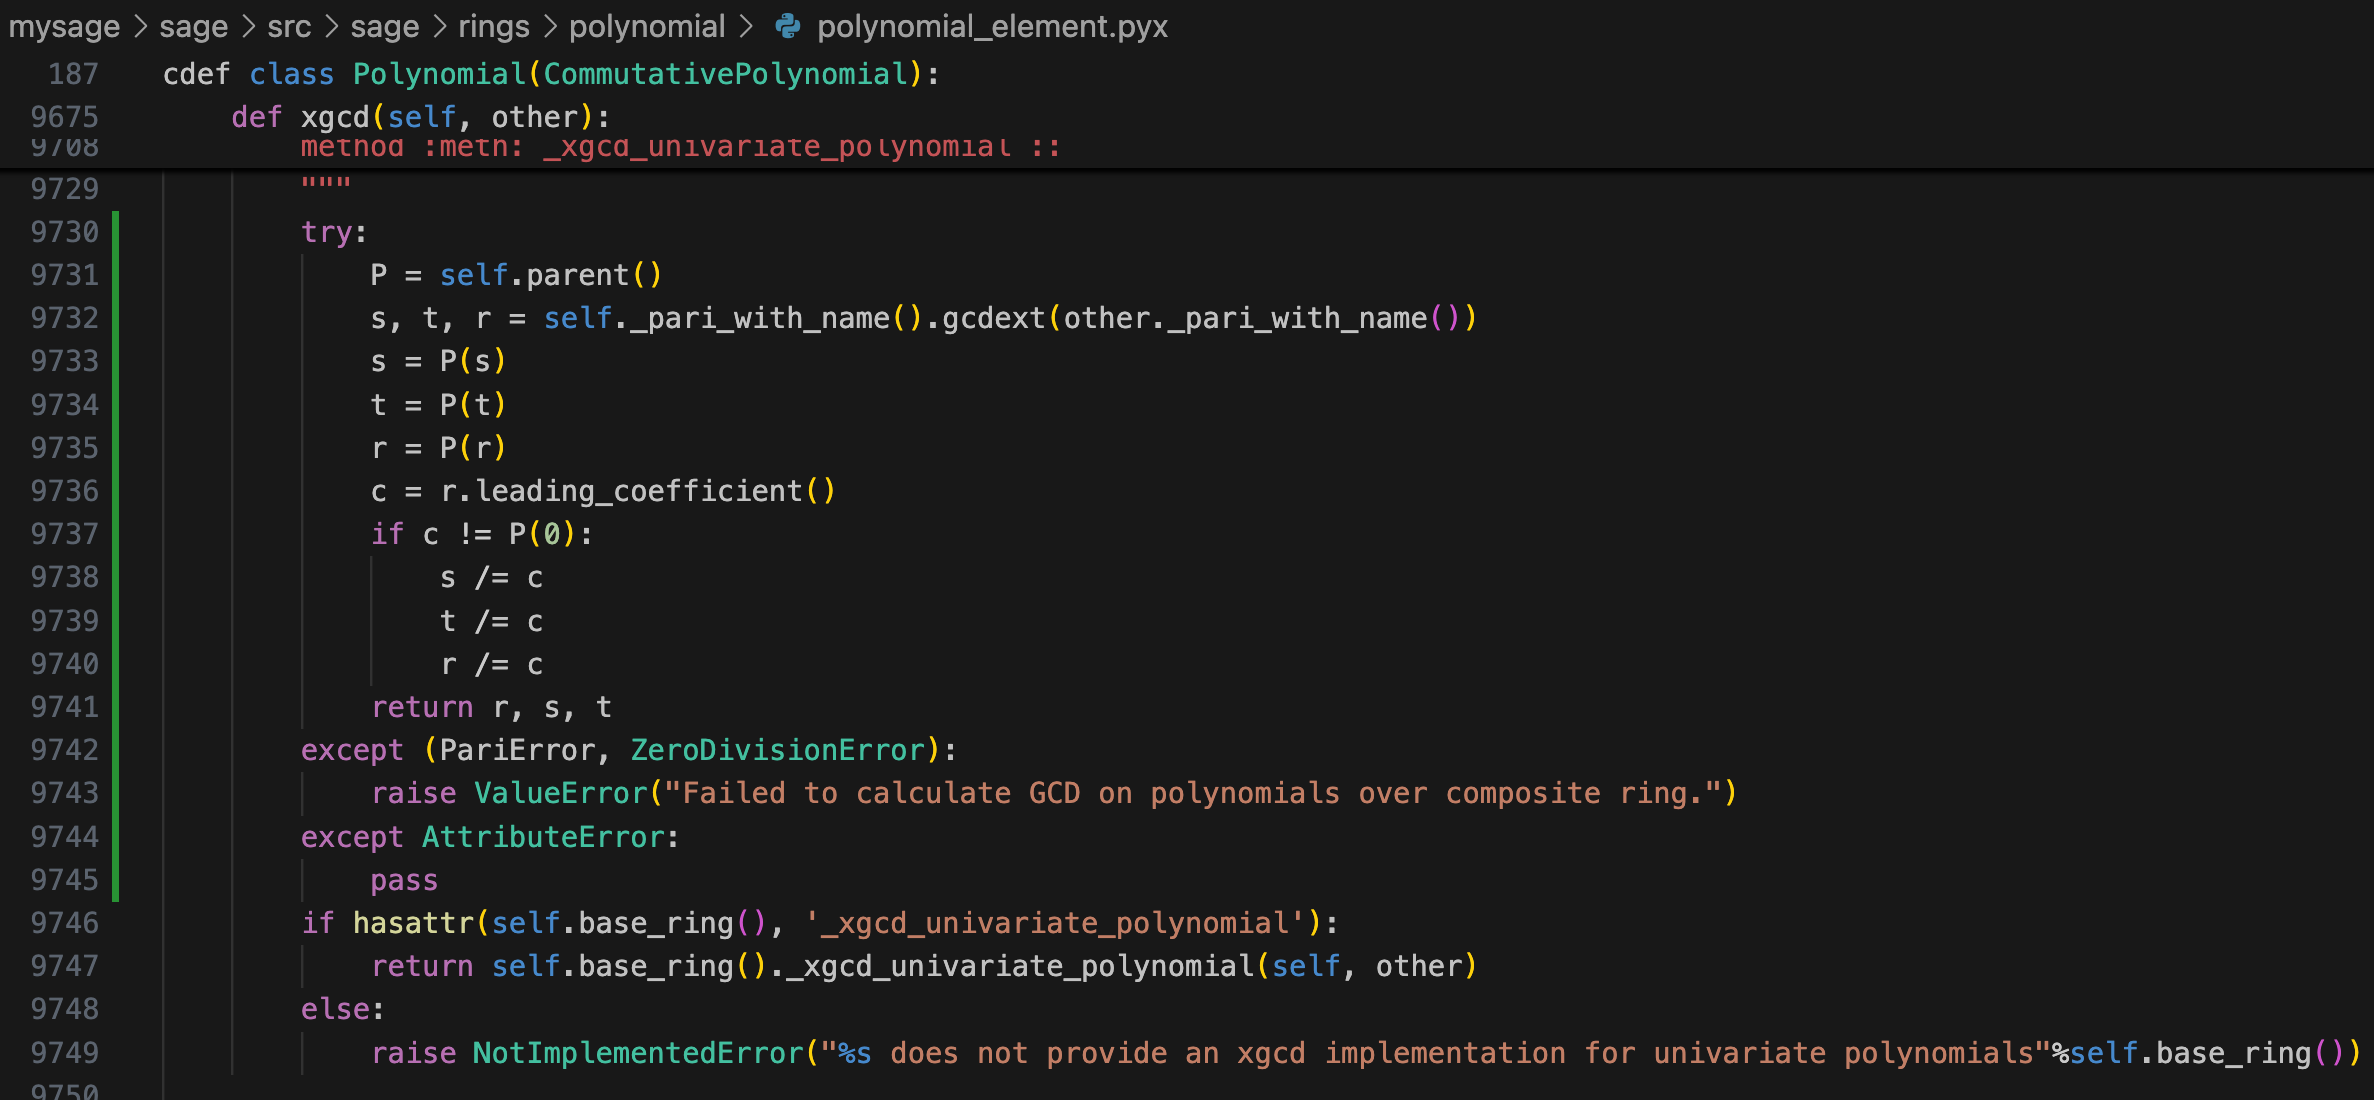 mysage > sage > src > sage > rings > polynomial > polynomial_element.pyx
187 cdef class Polynomial(CommutativePolynomial):
9675     def xgcd(self, other):
9708         method :meth:`_xgcd_univariate_polynomial`::
9729         """
9730         try:
9731             P = self.parent()
9732             s, t, r = self._pari_with_name().gcdext(other._pari_with_name())
9733             s = P(s)
9734             t = P(t)
9735             r = P(r)
9736             c = r.leading_coefficient()
9737             if c != P(0):
9738                 s /= c
9739                 t /= c
9740                 r /= c
9741             return r, s, t
9742         except (PariError, ZeroDivisionError):
9743             raise ValueError("Failed to calculate GCD on polynomials over composite ring.")
9744         except AttributeError:
9745             pass
9746         if hasattr(self.base_ring(), '_xgcd_univariate_polynomial'):
9747             return self.base_ring()._xgcd_univariate_polynomial(self, other)
9748         else:
9749             raise NotImplementedError("%s does not provide an xgcd implementation for univariate polynomials"%self.base_ring())
9750